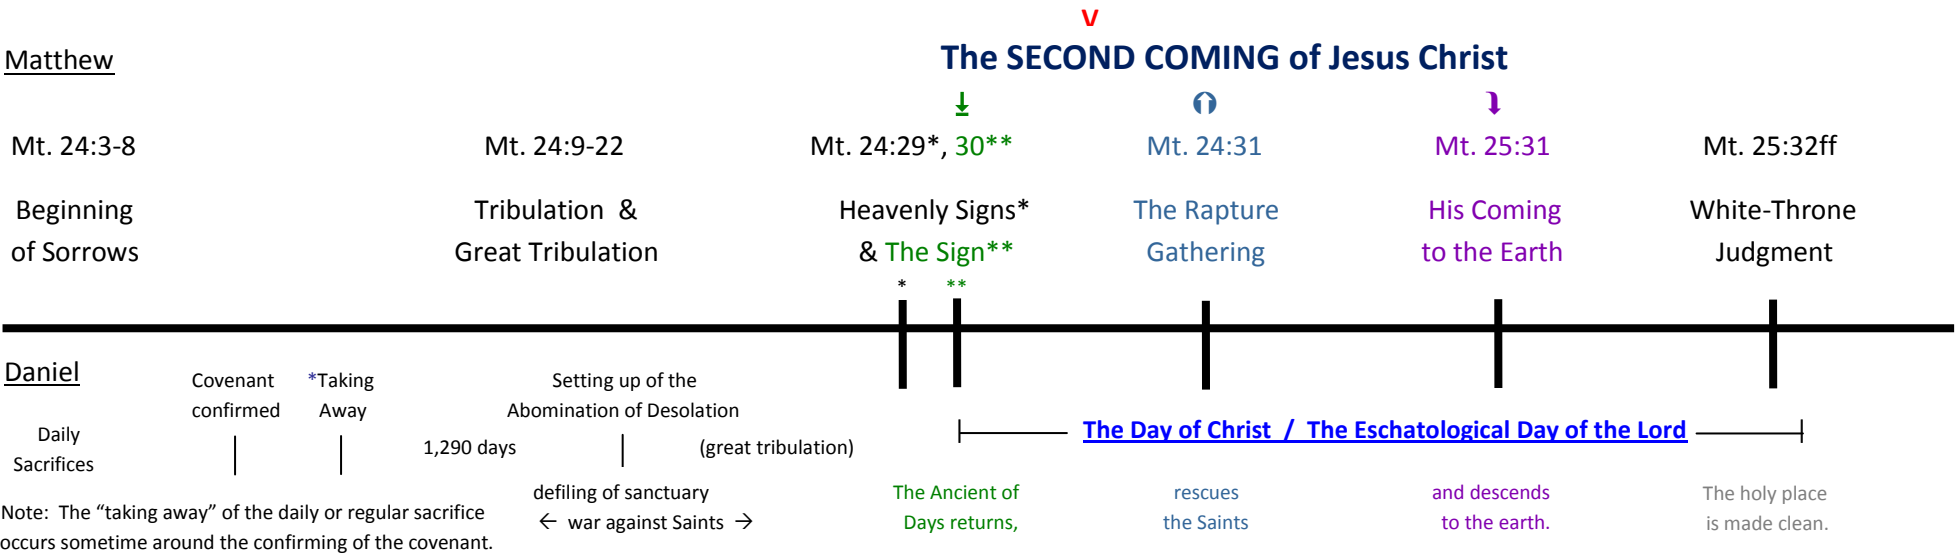 V
Matthew
The SECOND COMING of Jesus Christ
Mt. 24:3-8
Mt. 24:9-22
Mt. 24:29*, 30**
Mt. 24:31
Mt. 25:31
Mt. 25:32ff
Beginning
of Sorrows
Tribulation &
Great Tribulation
Heavenly Signs*
& The Sign**
The Rapture
Gathering
His Coming
to the Earth
White-Throne
Judgment
*
**
Daniel
Daily
Sacrifices
Covenant
confirmed
*Taking
Away
1,290 days
Setting up of the
Abomination of Desolation
(great tribulation)
The Day of Christ / The Eschatological Day of the Lord
defiling of sanctuary
← war against Saints →
The Ancient of
Days returns,
rescues
the Saints
and descends
to the earth.
The holy place
is made clean.
Note: The “taking away” of the daily or regular sacrifice
occurs sometime around the confirming of the covenant.